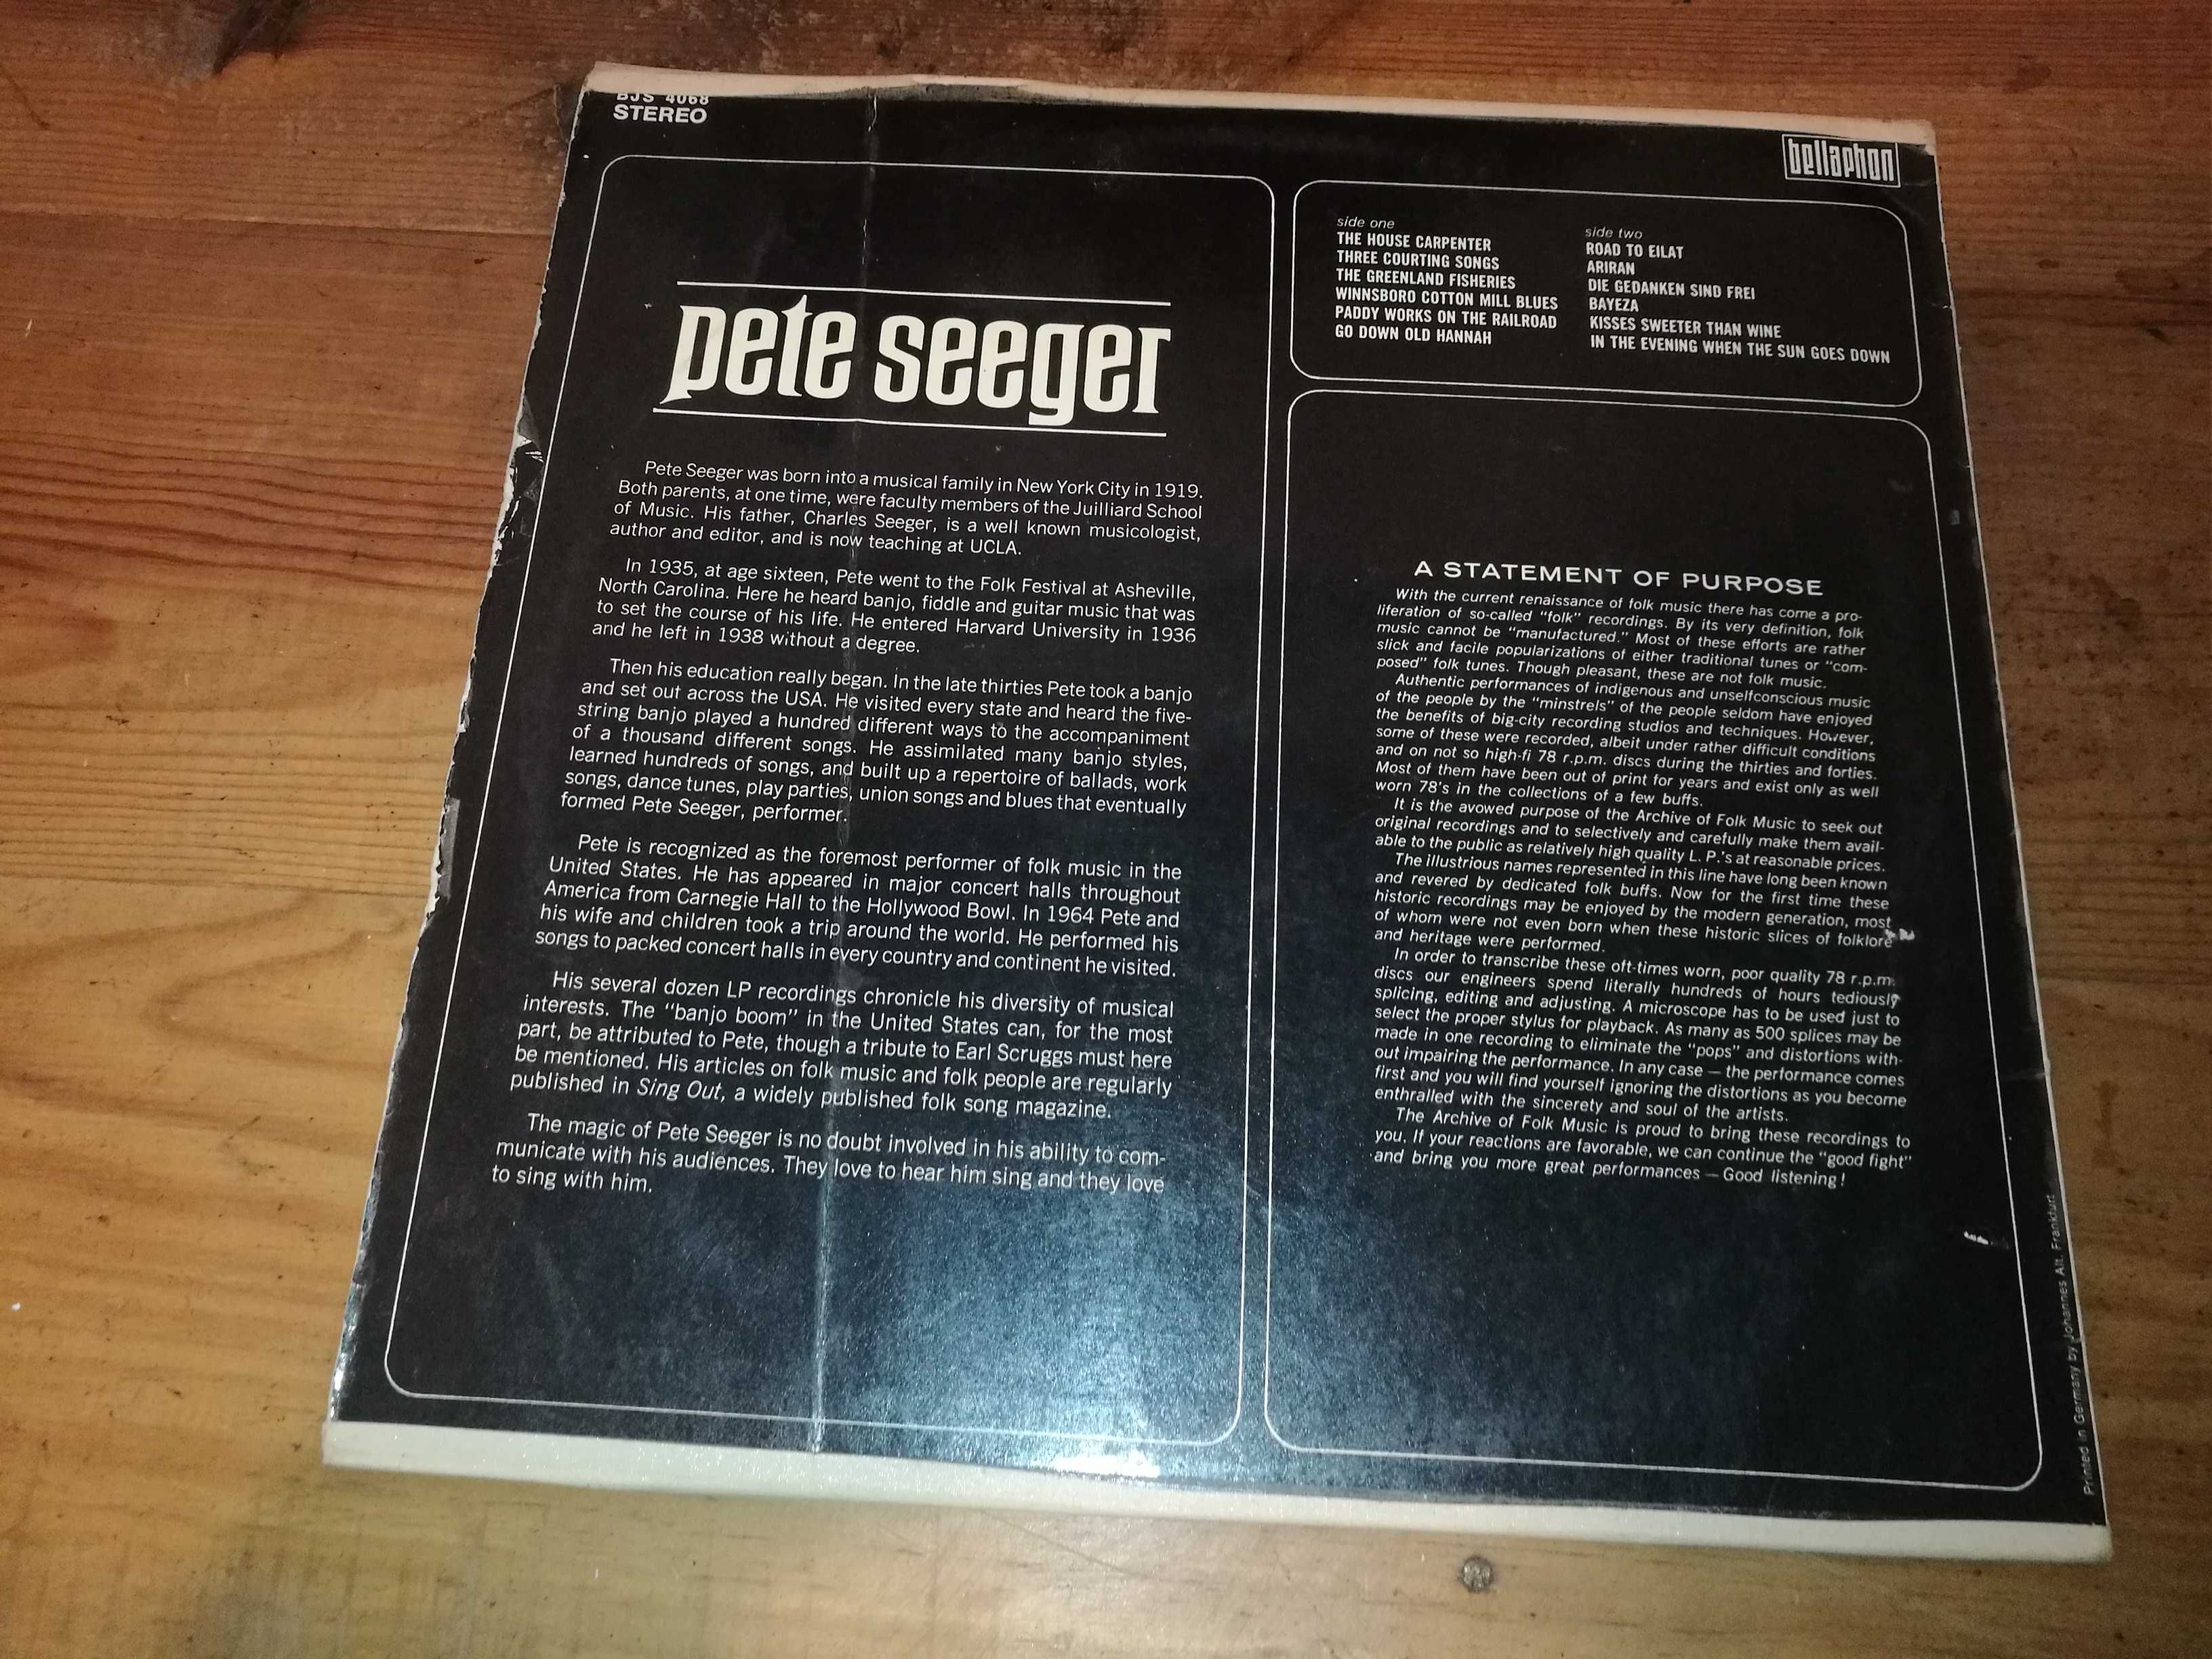 BJS 4068
STEREO
bellaphon
pete seeger
Pete Seeger was born into a musical family in New York City in 1919.
Both parents, at one time, were faculty members of the Juilliard School
of Music. His father, Charles Seeger, is a well known musicologist,
author and editor, and is now teaching at UCLA.
In 1935, at age sixteen, Pete went to the Folk Festival at Asheville,
North Carolina. Here he heard banjo, fiddle and guitar music that was
to set the course of his life. He entered Harvard University in 1936
and he left in 1938 without a degree.
Then his education really began. In the late thirties Pete took a banjo
and set out across the USA. He visited every state and heard the five-
string banjo played a hundred different ways to the accompaniment
of a thousand different songs. He assimilated many banjo styles,
learned hundreds of songs, and built up a repertoire of ballads, work
songs, dance tunes, play parties, union songs and blues that eventually
formed Pete Seeger, performer.
Pete is recognized as the foremost performer of folk music in the
United States. He has appeared in major concert halls throughout
America from Carnegie Hall to the Hollywood Bowl. In 1964 Pete and
his wife and children took a trip around the world. He performed his
songs to packed concert halls in every country and continent he visited.
His several dozen LP recordings chronicle his diversity of musical
interests. The "banjo boom" in the United States can, for the most
part, be attributed to Pete, though a tribute to Earl Scruggs must here
be mentioned. His articles on folk music and folk people are regularly
published in Sing Out, a widely published folk song magazine.
The magic of Pete Seeger is no doubt involved in his ability to com-
municate with his audiences. They love to hear him sing and they love
to sing with him.
side one
THE HOUSE CARPENTER
THREE COURTING SONGS
THE GREENLAND FISHERIES
WINNSBORO COTTON MILL BLUES
PADDY WORKS ON THE RAILROAD
GO DOWN OLD HANNAH
side two
ROAD TO EILAT
ARIRAN
DIE GEDANKEN SIND FREI
BAYEZA
KISSES SWEETER THAN WINE
IN THE EVENING WHEN THE SUN GOES DOWN
A STATEMENT OF PURPOSE
With the current renaissance of folk music there has come a pro-
liferation of so-called "folk" recordings. By its very definition, folk
music cannot be "manufactured." Most of these efforts are rather
slick and facile popularizations of either traditional tunes or "com-
posed" folk tunes. Though pleasant, these are not folk music.
Authentic performances of indigenous and unselfconscious music
of the people by the "minstrels" of the people seldom have enjoyed
the benefits of big-city recording studios and techniques. However,
some of these were recorded, albeit under rather difficult conditions
and on not so high-fi 78 r.p.m. discs during the thirties and forties.
Most of them have been out of print for years and exist only as well
worn 78's in the collections of a few buffs.
It is the avowed purpose of the Archive of Folk Music to seek out
original recordings and to selectively and carefully make them avail-
able to the public as relatively high quality L. P.'s at reasonable prices.
The illustrious names represented in this line have long been known
and revered by dedicated folk buffs. Now for the first time these
historic recordings may be enjoyed by the modern generation, most
of whom were not even born when these historic slices of folklore
and heritage were performed.
In order to transcribe these oft-times worn, poor quality 78 r.p.m.
discs our engineers spend literally hundreds of hours tediously
splicing, editing and adjusting. A microscope has to be used just to
select the proper stylus for playback. As many as 500 splices may be
made in one recording to eliminate the "pops" and distortions with-
out impairing the performance. In any case — the performance comes
first and you will find yourself ignoring the distortions as you become
enthralled with the sincerety and soul of the artists.
The Archive of Folk Music is proud to bring these recordings to
you. If your reactions are favorable, we can continue the "good fight"
and bring you more great performances — Good listening!
Printed in Germany by Johannes Alt, Frankfurt